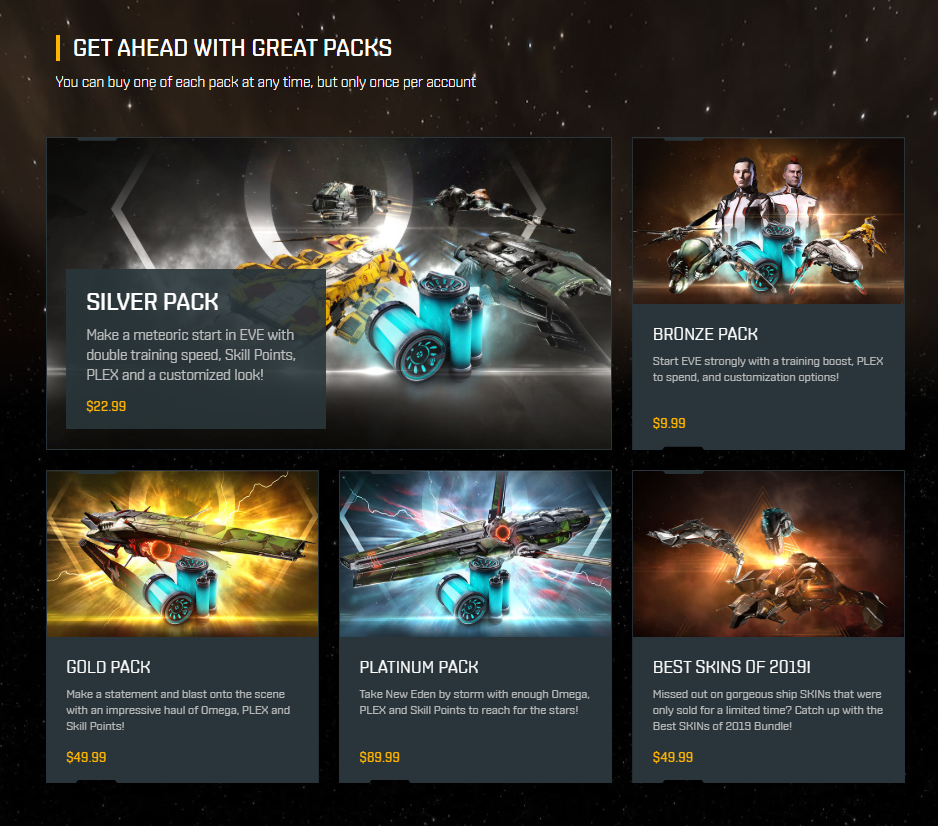 GET AHEAD WITH GREAT PACKS
You can buy one of each pack at any time, but only once per account
SILVER PACK
Make a meteoric start in EVE with
double training speed, Skill Points,
PLEX and a customized look!
$22.99
BRONZE PACK
Start EVE strongly with a training boost, PLEX
to spend, and customization options!
$9.99
GOLD PACK
Make a statement and blast onto the scene
with an impressive haul of Omega, PLEX and
Skill Points!
$49.99
PLATINUM PACK
Take New Eden by storm with enough Omega,
PLEX and Skill Points to reach for the stars!
$89.99
BEST SKINS OF 2019!
Missed out on gorgeous ship SKINs that were
only sold for a limited time? Catch up with the
Best SKINs of 2019 Bundle!
$49.99